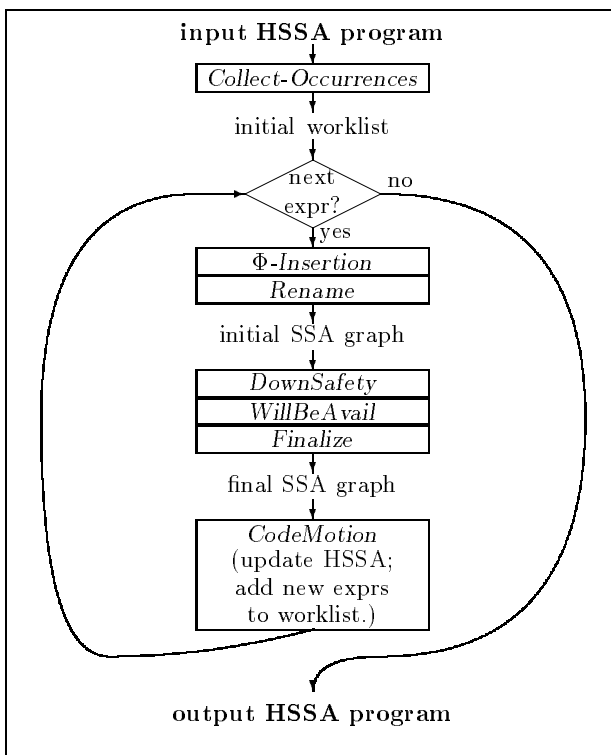 input HSSA program
Collect-Occurrences
initial worklist
next
expr?
no
yes
Φ-Insertion
Rename
initial SSA graph
DownSafety
WillBeAvail
Finalize
final SSA graph
CodeMotion
(update HSSA;
add new exprs
to worklist.)
output HSSA program